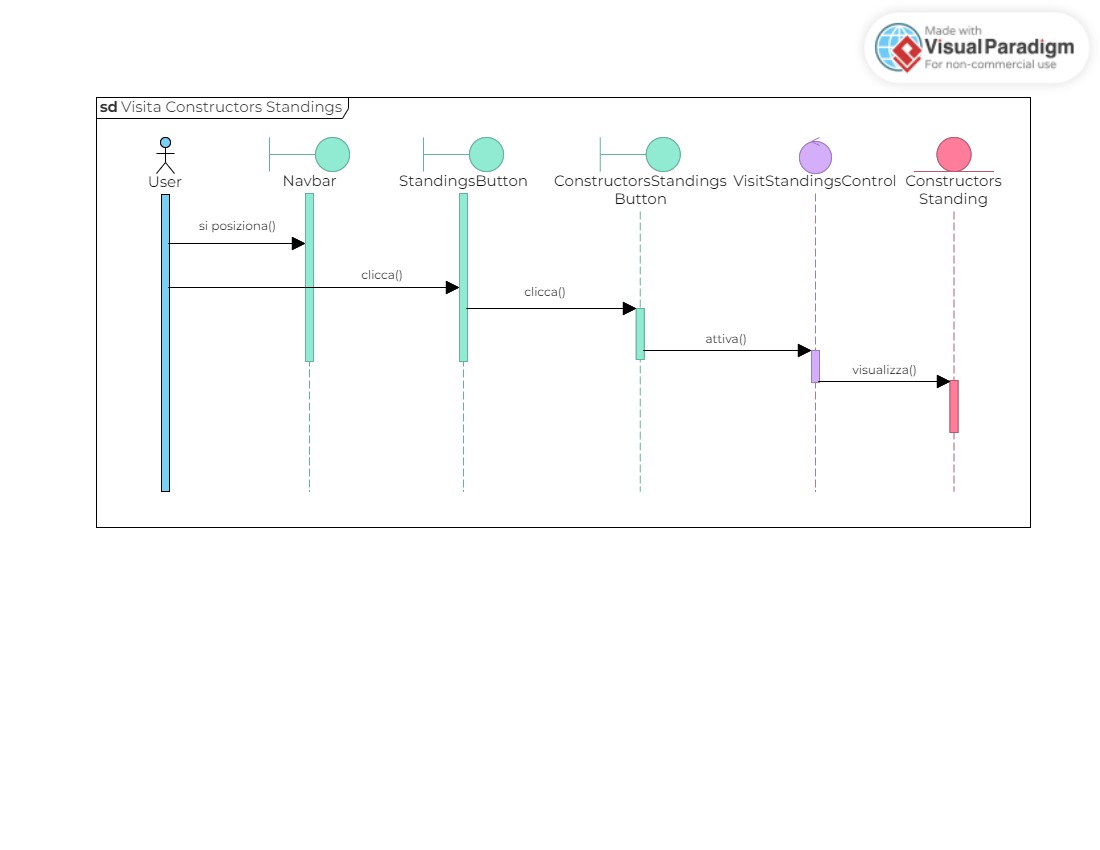 Made with
Visual Paradigm
For non-commercial use
sd Visita Constructors Standings
User
Navbar
StandingsButton
ConstructorsStandings
Button
VisitStandingsControl
Constructors
Standing
si posiziona()
clicca()
clicca()
attiva()
visualizza()